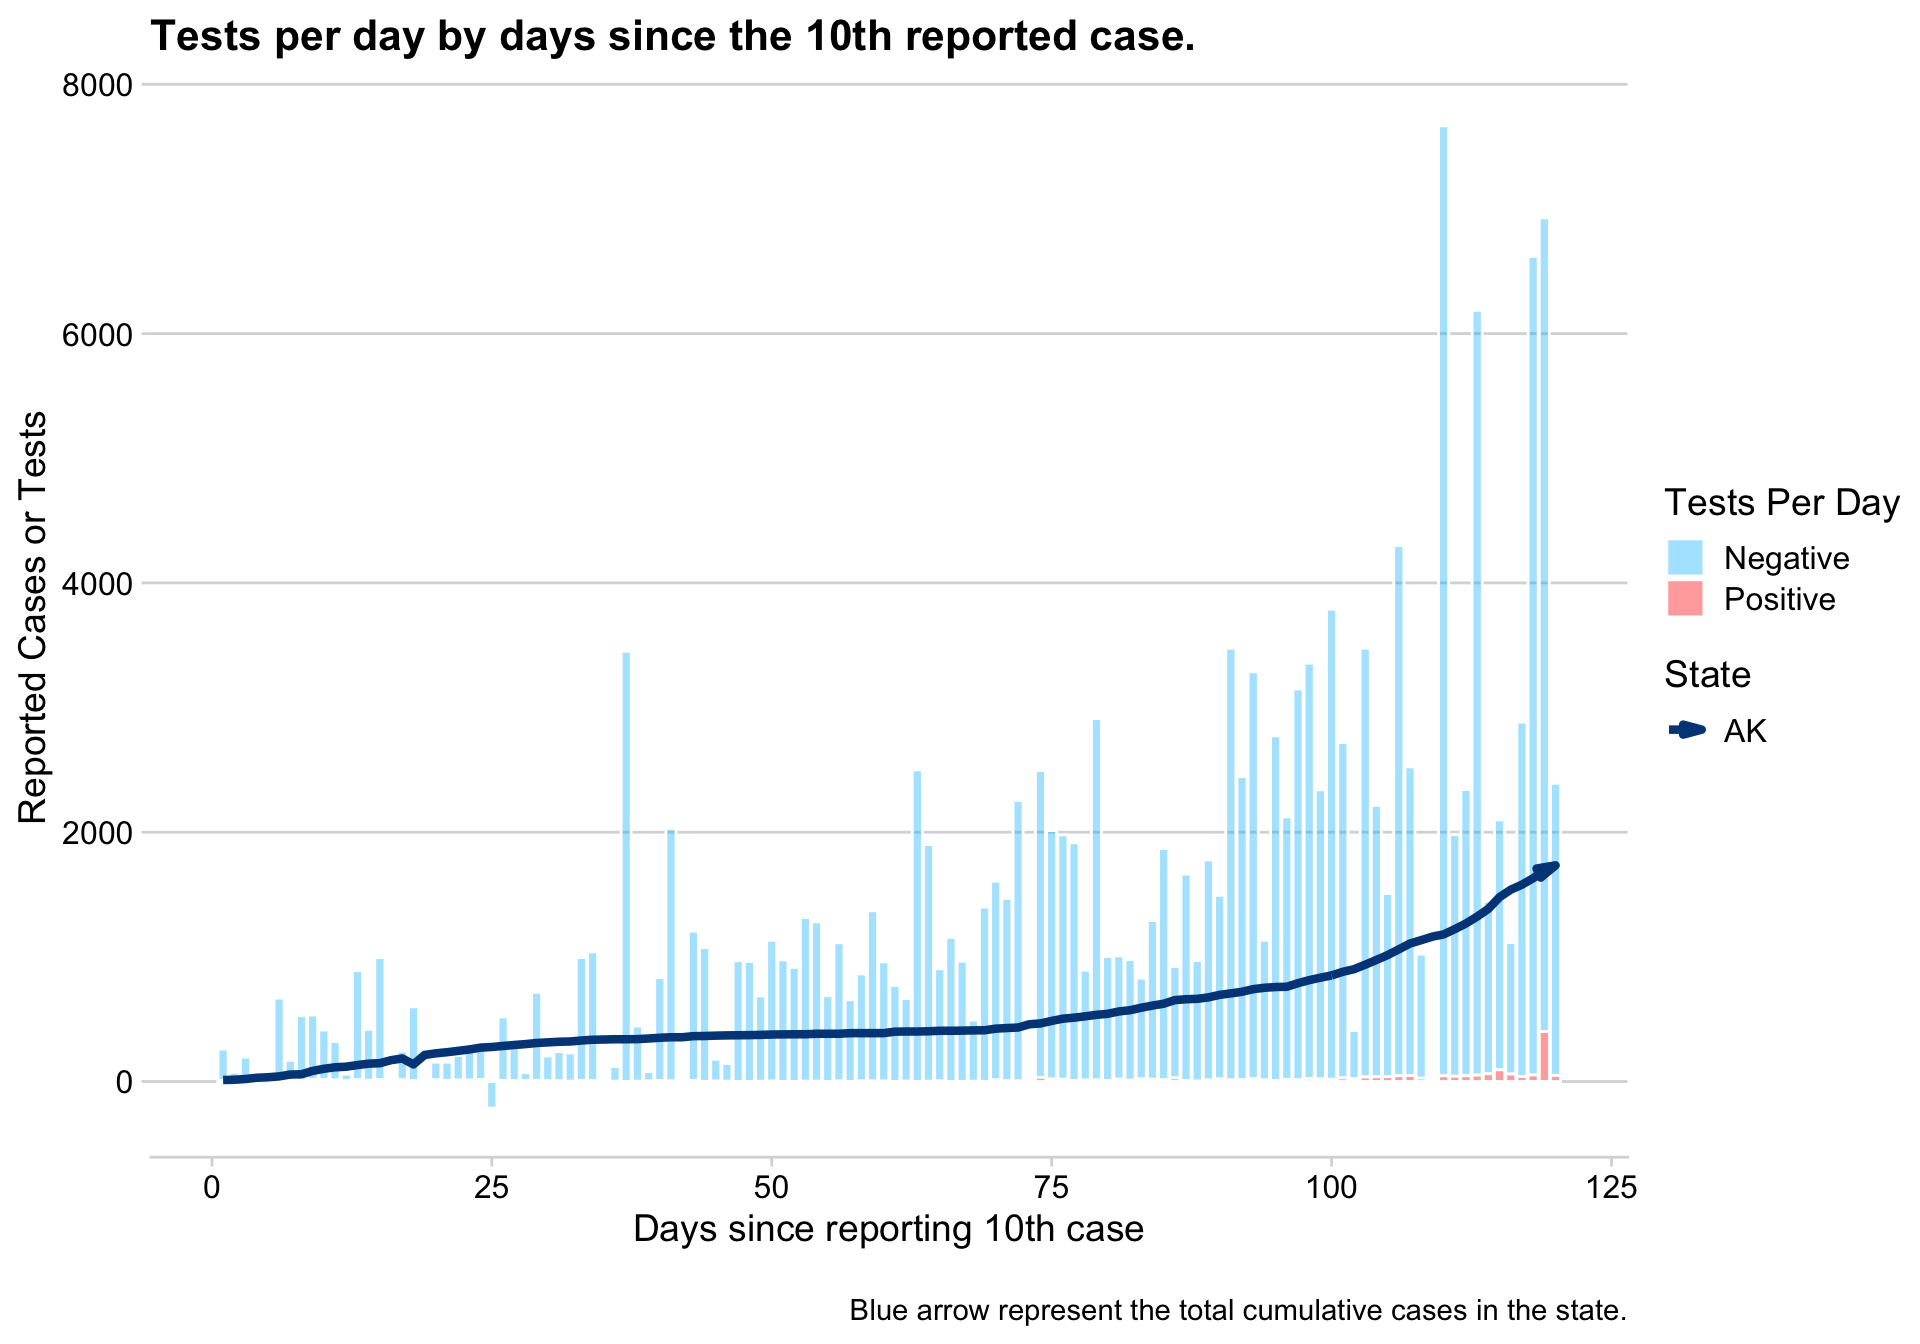 Tests per day by days since the 10th reported case.
8000
6000
4000
2000
0
Reported Cases or Tests
0 25 50 75 100 125
Days since reporting 10th case
Tests Per Day
Negative
Positive
State
AK
Blue arrow represent the total cumulative cases in the state.